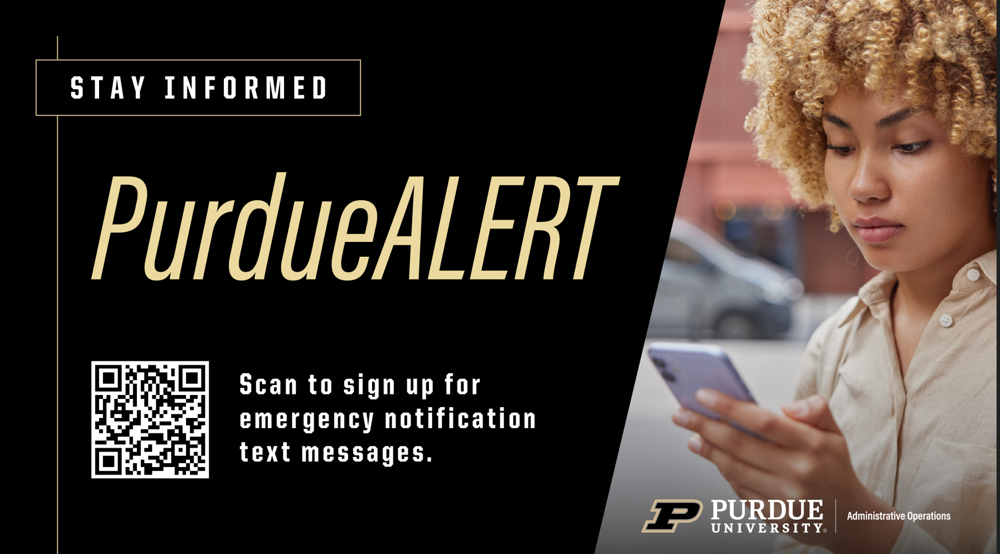 STAY INFORMED
PurdueALERT
Scan to sign up for
emergency notification
text messages.
P PURDUE
UNIVERSITY®
Administrative Operations